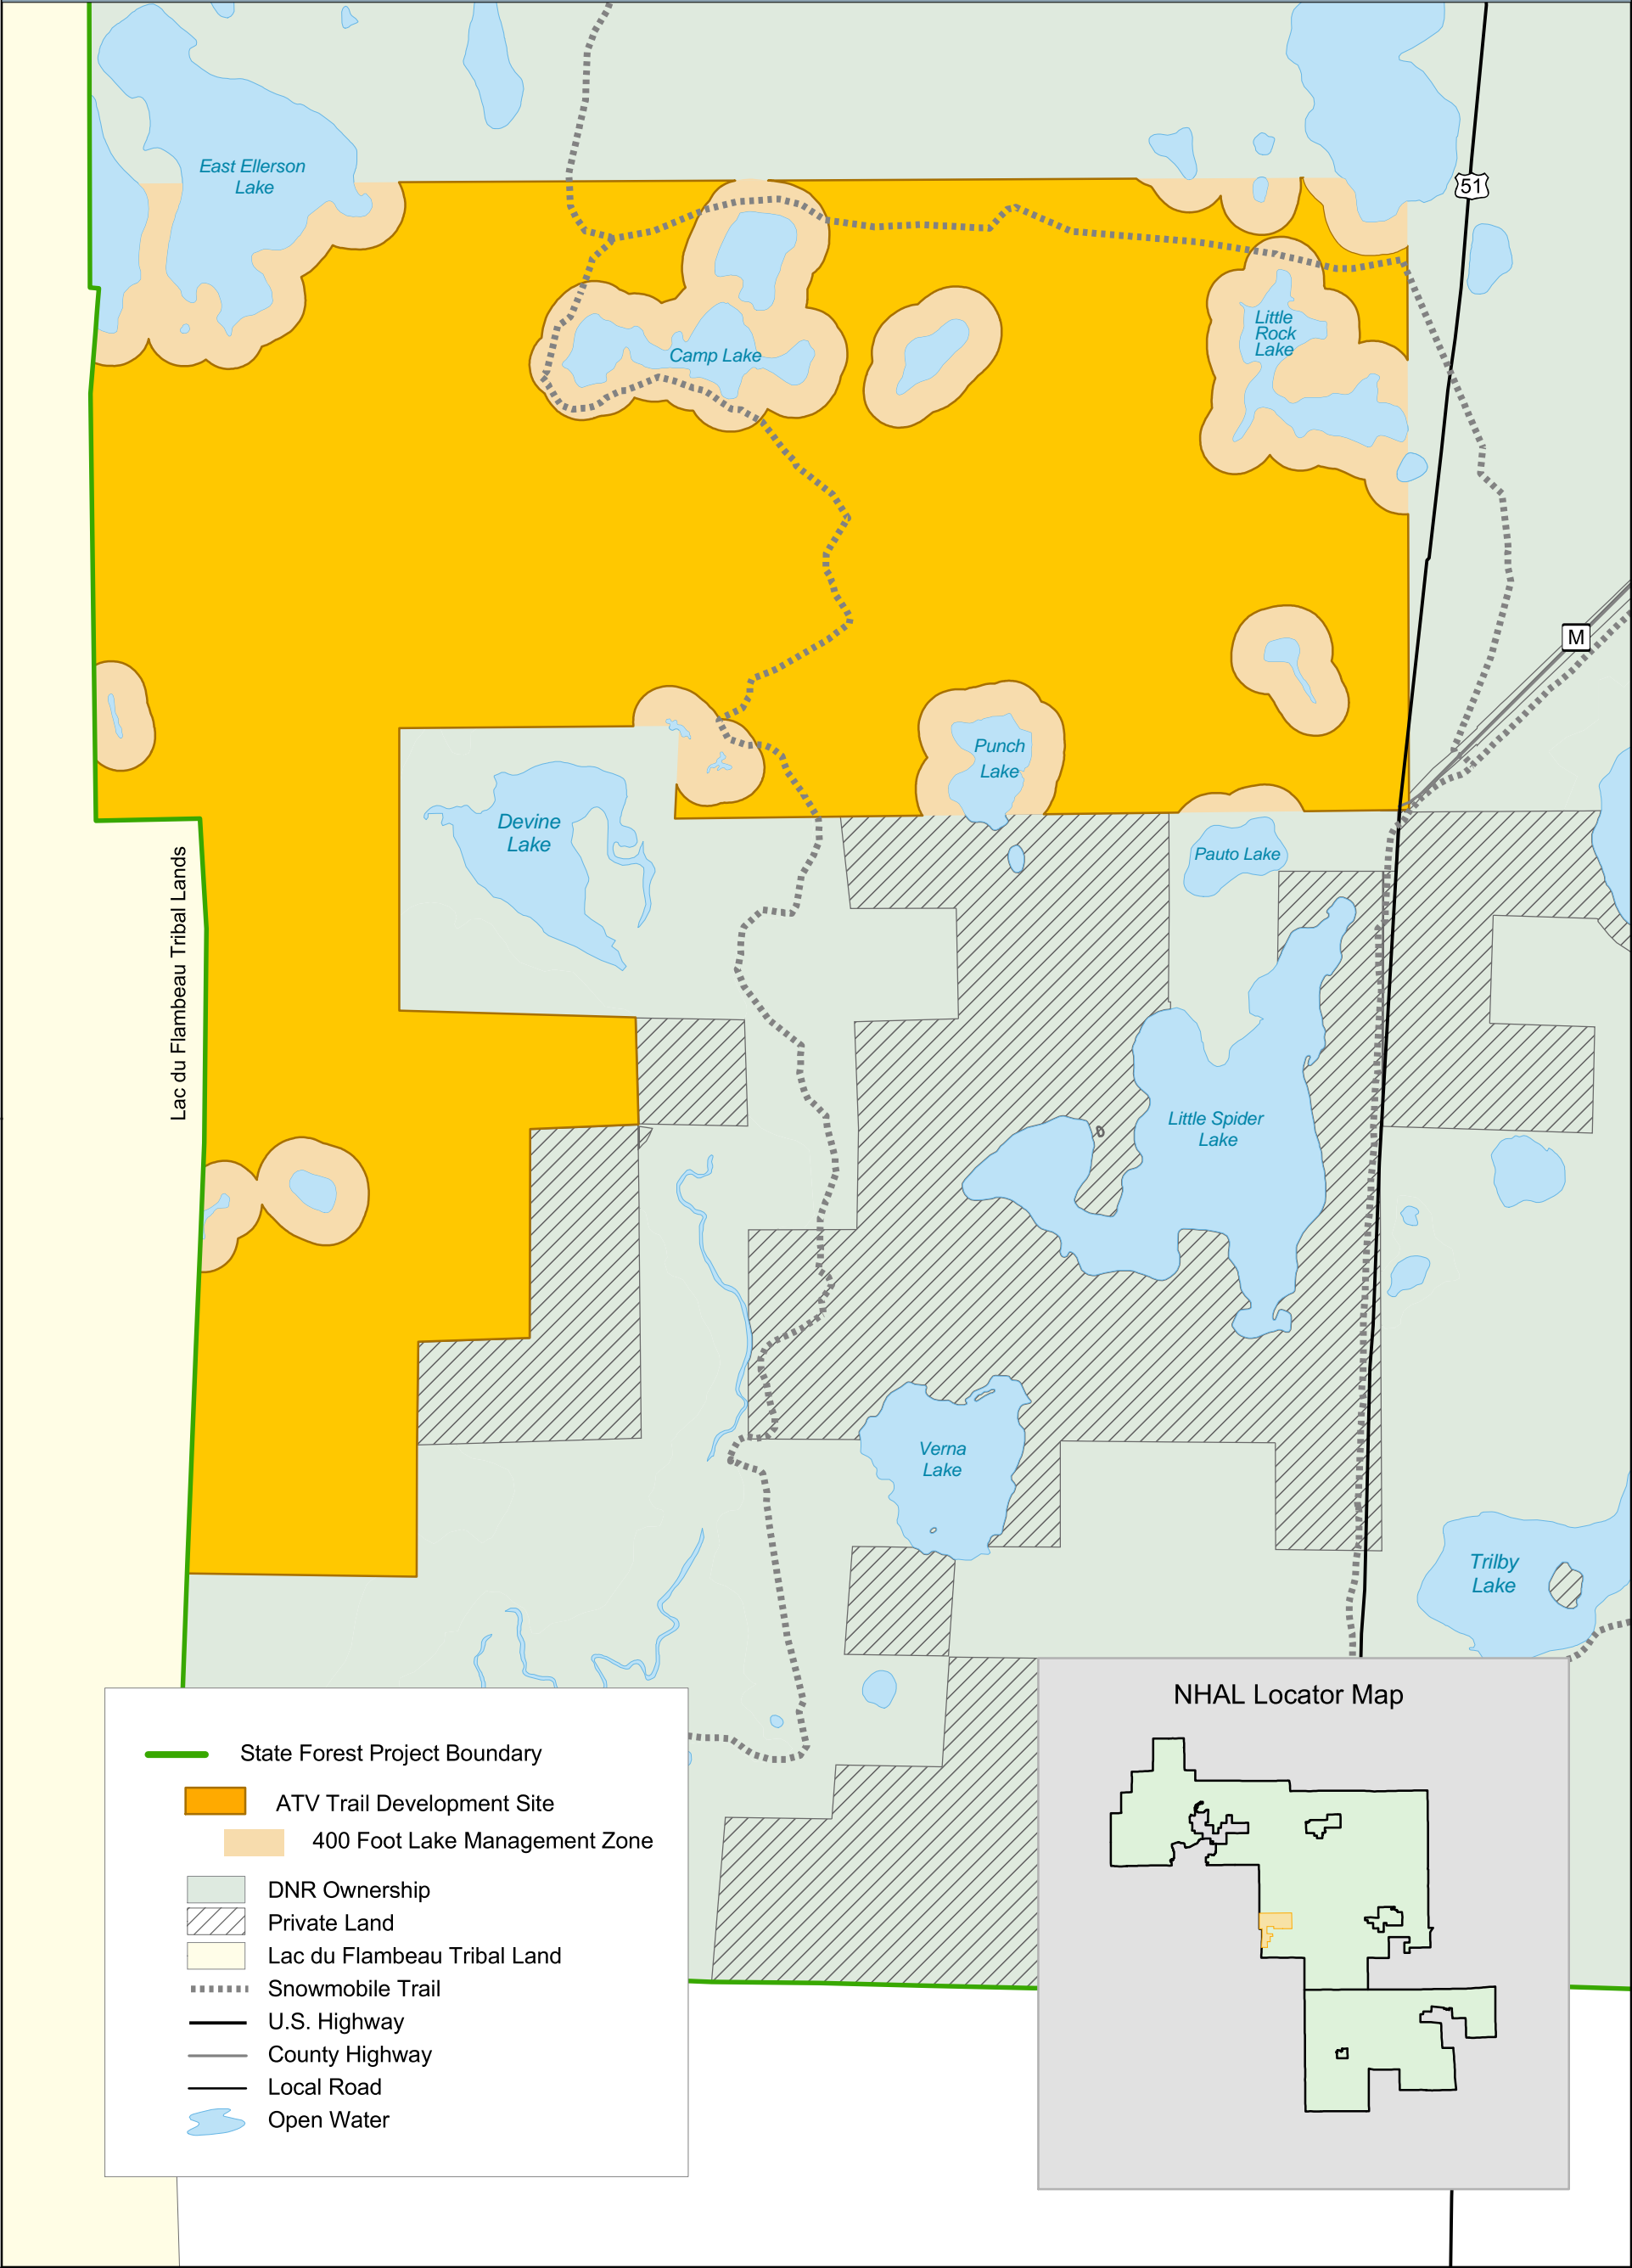 East Ellerson
Lake
51
Little
Rock
Lake
Camp Lake
M
Punch
Lake
Devine
Lake
Pauto Lake
Lac du Flambeau Tribal Lands
Little Spider
Lake
Verna
Lake
Trilby
Lake
NHAL Locator Map
State Forest Project Boundary
ATV Trail Development Site
400 Foot Lake Management Zone
DNR Ownership
Private Land
Lac du Flambeau Tribal Land
Snowmobile Trail
U.S. Highway
County Highway
Local Road
Open Water